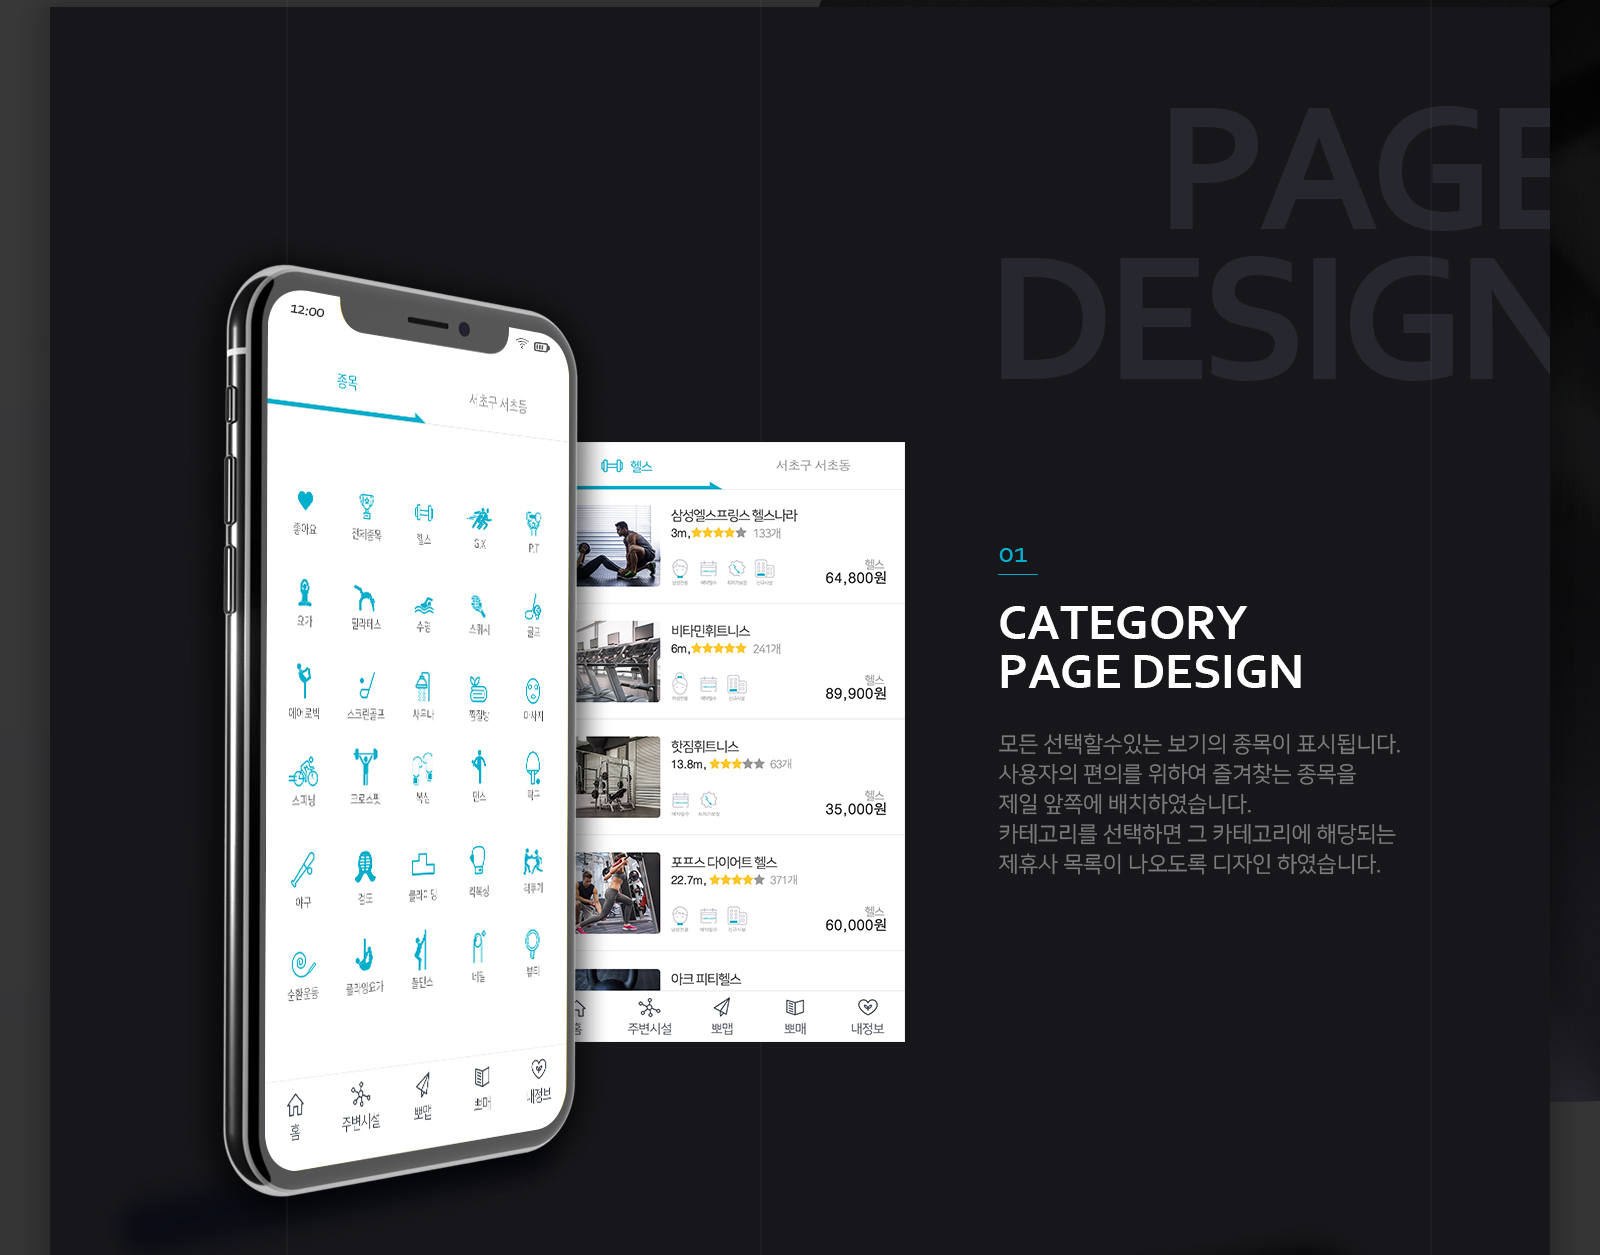 PAGE
DESIGN
12:00
종목
서초구 서초동
좋아요
전체종목
헬스
G.X
P.T
요가
필라테스
수영
스쿼시
골프
에어로빅
스크린골프
사우나
찜질방
마사지
스피닝
크로스핏
복싱
댄스
탁구
야구
검도
클라이밍
킥복싱
격투기
순환운동
플라잉요가
폴댄스
네일
뷰티
홈
주변시설
뽀맵
뽀매
내정보
헬스
서초구 서초동
삼성엘스프링스 헬스나라
3m, 133개
헬스
64,800원
비타민휘트니스
6m, 241개
헬스
89,900원
핫짐휘트니스
13.8m, 63개
헬스
35,000원
포프스 다이어트 헬스
22.7m, 371개
헬스
60,000원
아크 피티헬스
홈
주변시설
뽀맵
뽀매
내정보
01
CATEGORY
PAGE DESIGN
모든 선택할수있는 보기의 종목이 표시됩니다.
사용자의 편의를 위하여 즐겨찾는 종목을
제일 앞쪽에 배치하였습니다.
카테고리를 선택하면 그 카테고리에 해당되는
제휴사 목록이 나오도록 디자인 하였습니다.